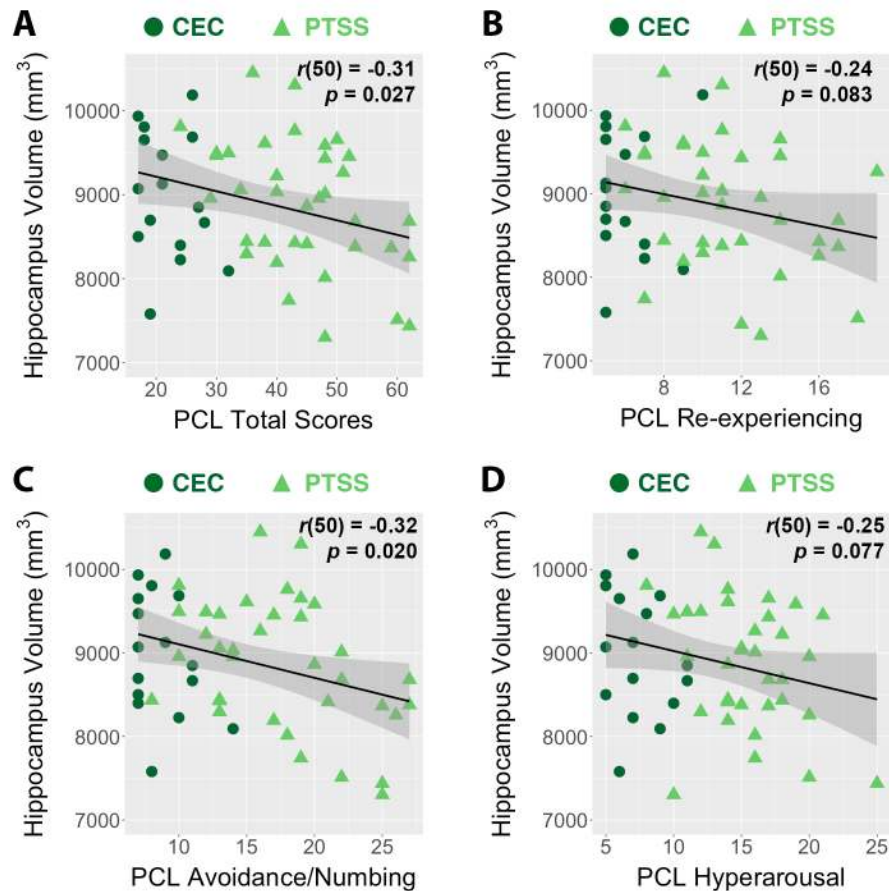 A
CEC PTSS
r(50) = -0.31
p = 0.027
Hippocampus Volume (mm³)
10000
9000
8000
7000
20 30 40 50 60
PCL Total Scores
B
CEC PTSS
r(50) = -0.24
p = 0.083
Hippocampus Volume (mm³)
10000
9000
8000
7000
8 12 16
PCL Re-experiencing
C
CEC PTSS
r(50) = -0.32
p = 0.020
Hippocampus Volume (mm³)
10000
9000
8000
7000
10 15 20 25
PCL Avoidance/Numbing
D
CEC PTSS
r(50) = -0.25
p = 0.077
Hippocampus Volume (mm³)
10000
9000
8000
7000
5 10 15 20 25
PCL Hyperarousal